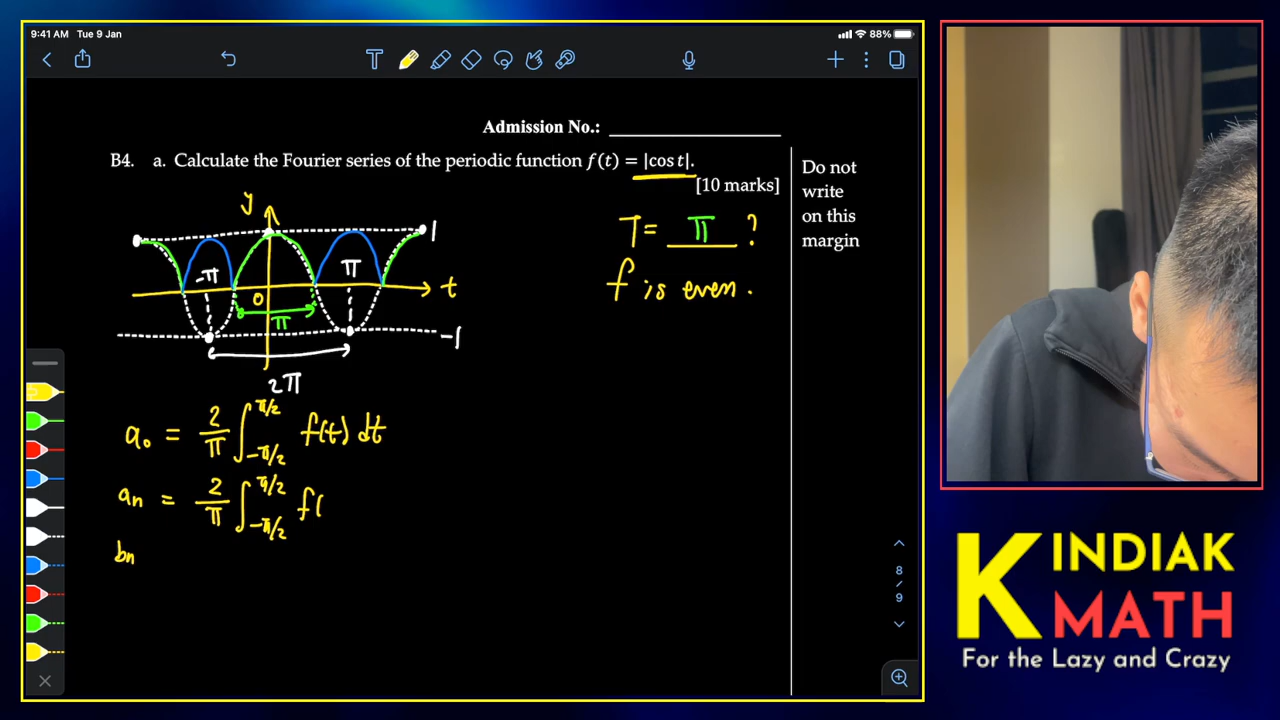 9:41 AM Tue 9 Jan
88%
Admission No.: ____________
B4. a. Calculate the Fourier series of the periodic function f(t) = |cos t|.
[10 marks]
Do not
write
on this
margin
T = π ?
f is even.
y
1
-π
π
0
t
π
-1
2π
a₀ = 2/π ∫_{-π/2}^{π/2} f(t) dt
aₙ = 2/π ∫_{-π/2}^{π/2} f(
bₙ
8
/
9
KINDIAK
MATH
For the Lazy and Crazy